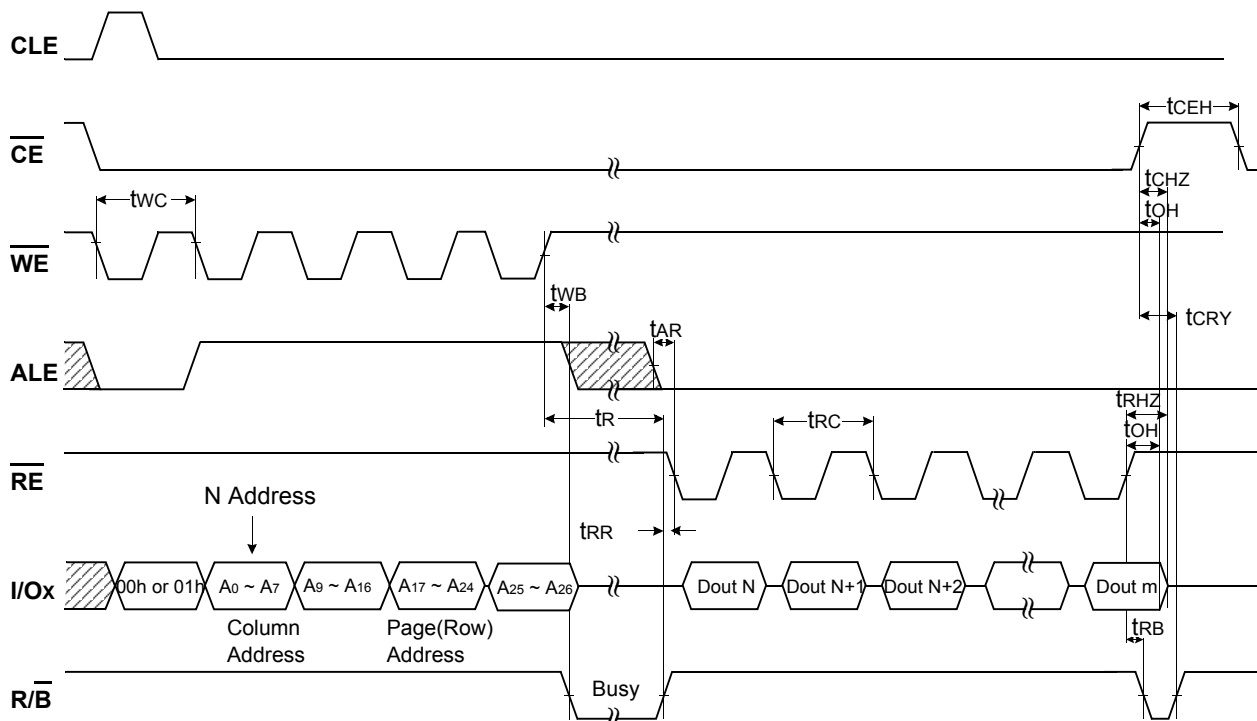 CLE
tCEH
CE
tCHZ
tWC
tOH
WE
tWB
tAR
tCRY
ALE
tRHZ
tR
tRC
tOH
RE
N Address
tRR
I/Ox
00h or 01h
A0 ~ A7
A9 ~ A16
A17 ~ A24
A25 ~ A26
Dout N
Dout N+1
Dout N+2
Dout m
Column
Address
Page(Row)
Address
tRB
R/B
Busy